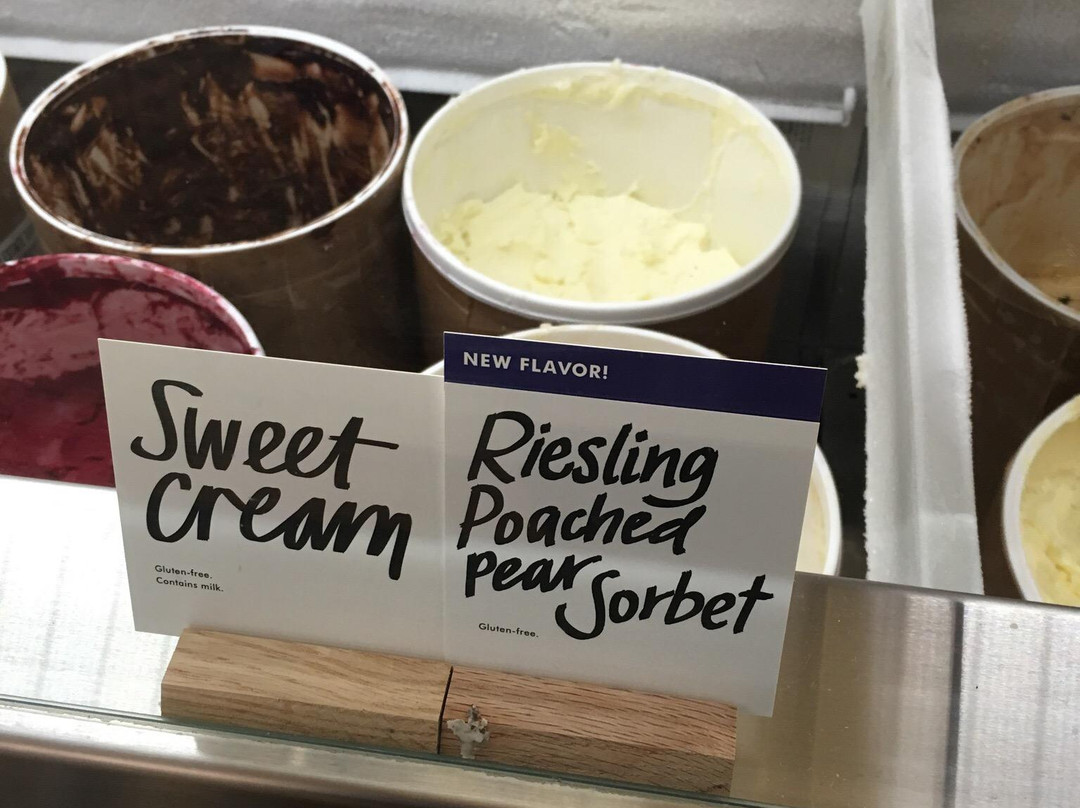 Sweet
Cream
Gluten-free.
Contains milk.
NEW FLAVOR!
Riesling
Poached
pear Sorbet
Gluten-free.